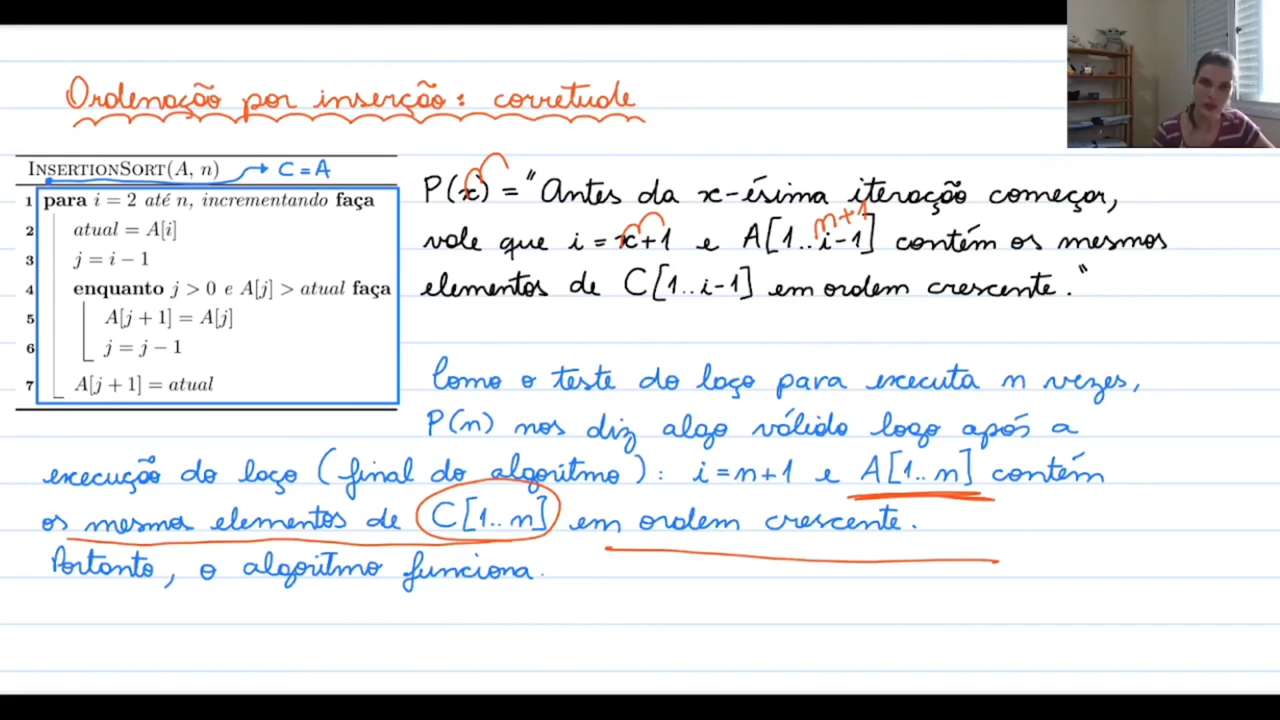 Ordenação por inserção: corretude
INSERTIONSORT(A, n) → C = A
1 para i = 2 até n, incrementando faça
2 atual = A[i]
3 j = i − 1
4 enquanto j > 0 e A[j] > atual faça
5 A[j + 1] = A[j]
6 j = j − 1
7 A[j + 1] = atual
P(x) = "Antes da x-ésima iteração começar,
n+1
vale que i = x+1 e A[1..i-1] contém os mesmos
elementos de C[1..i-1] em ordem crescente."
Como o teste do laço para executa n vezes,
P(n) nos diz algo válido logo após a
execução do laço (final do algoritmo): i=n+1 e A[1..n] contém
os mesma elementos de C[1..n] em ordem crescente.
Portanto, o algoritmo funciona.